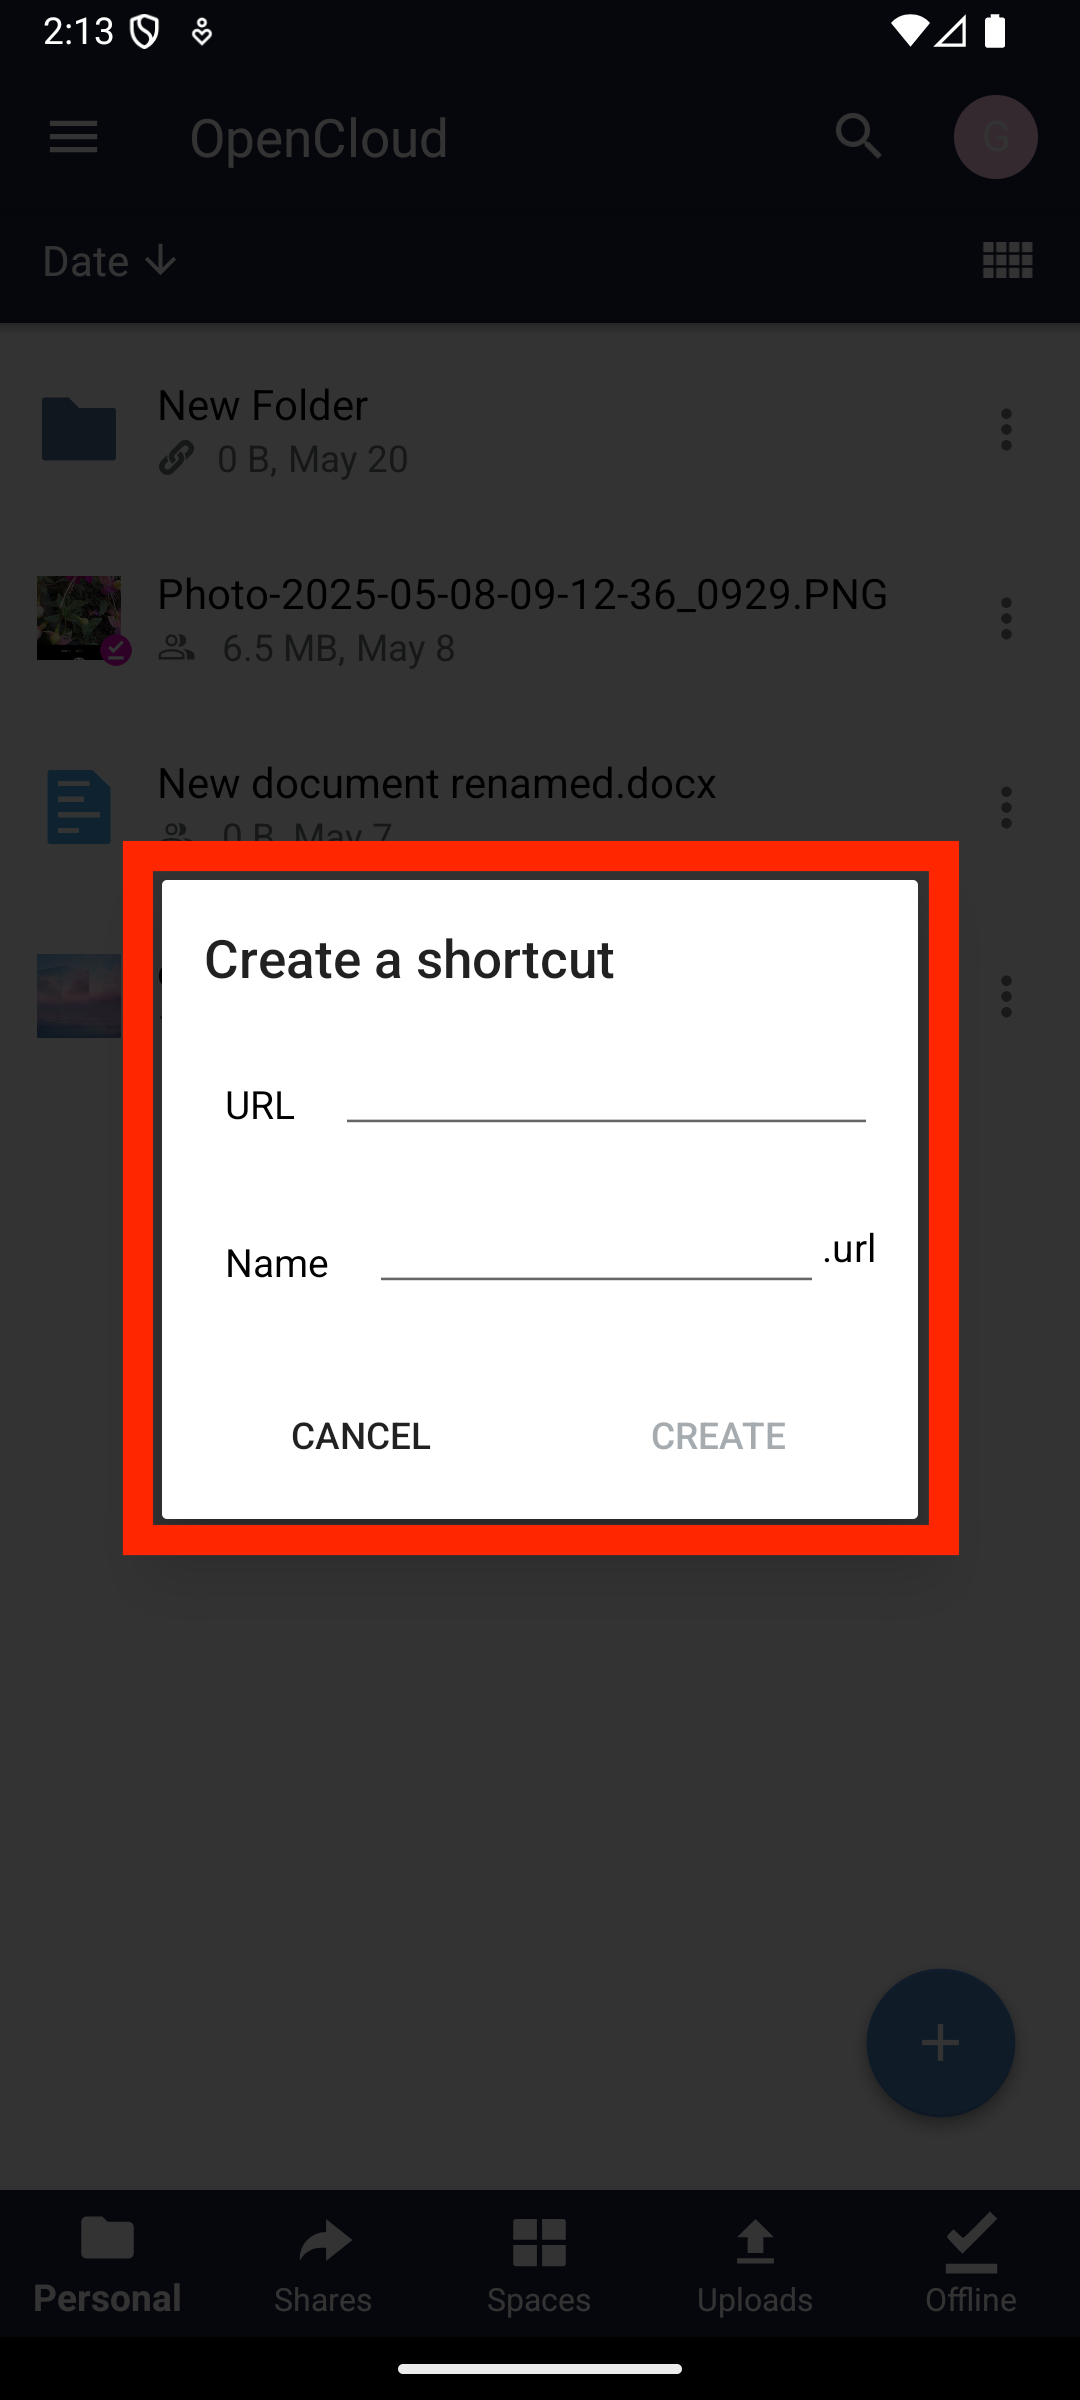 2:13
OpenCloud
G
Date
New Folder
0 B, May 20
Photo-2025-05-08-09-12-36_0929.PNG
6.5 MB, May 8
New document renamed.docx
0 B, May 7
Create a shortcut
URL
Name
.url
CANCEL
CREATE
Personal
Shares
Spaces
Uploads
Offline